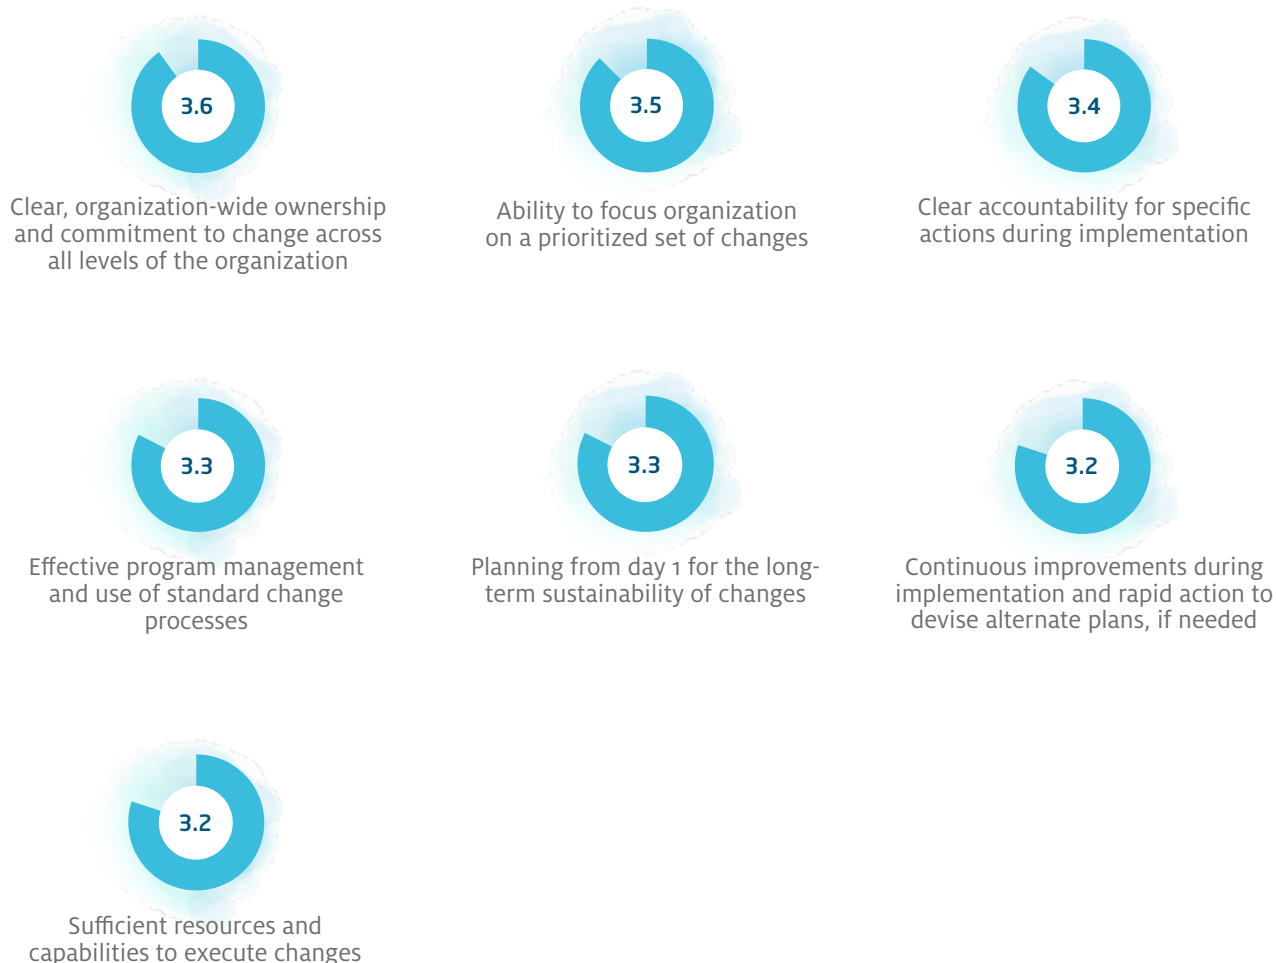 3.6
Clear, organization-wide ownership
and commitment to change across
all levels of the organization
3.5
Ability to focus organization
on a prioritized set of changes
3.4
Clear accountability for specific
actions during implementation
3.3
Effective program management
and use of standard change
processes
3.3
Planning from day 1 for the long-
term sustainability of changes
3.2
Continuous improvements during
implementation and rapid action to
devise alternate plans, if needed
3.2
Sufficient resources and
capabilities to execute changes